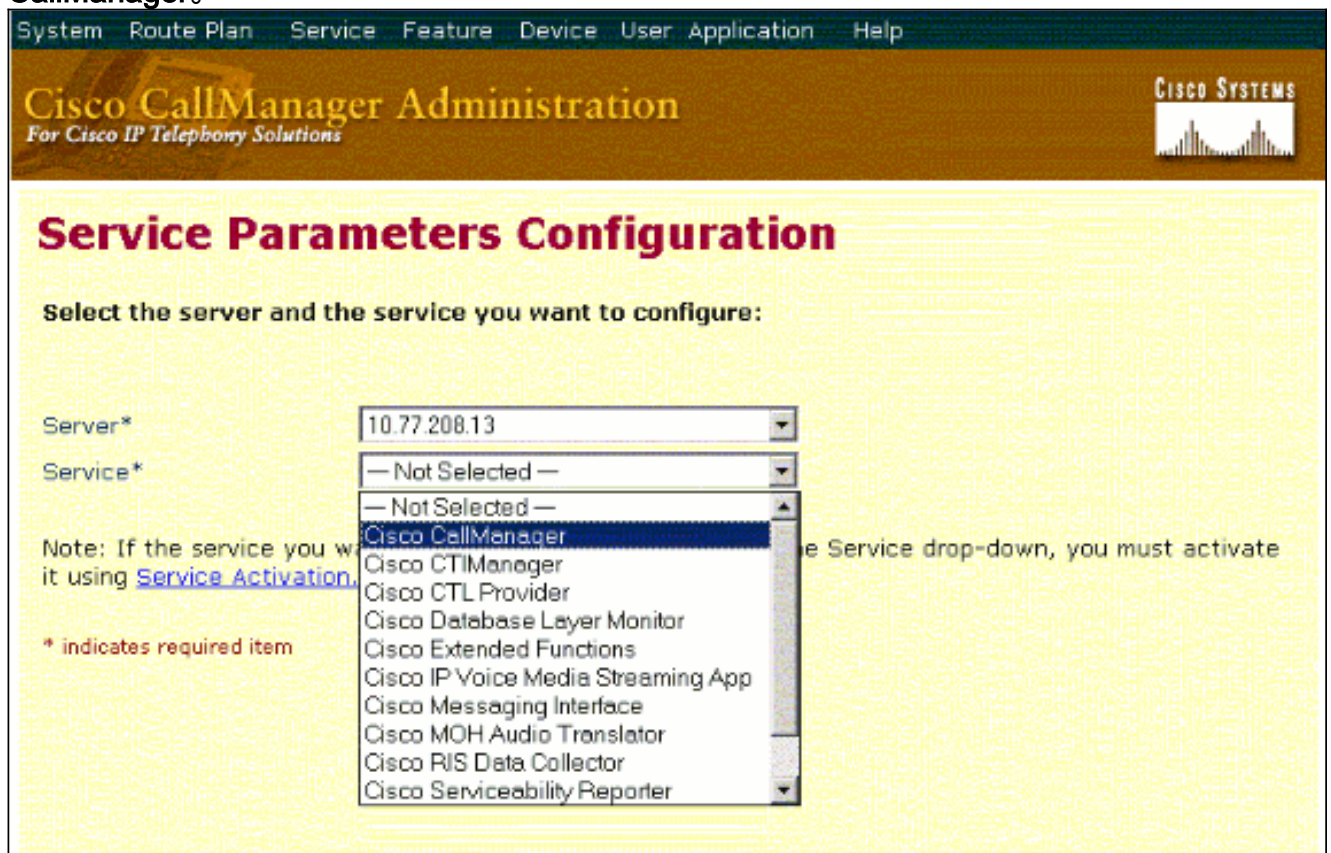 CallManager。
System Route Plan Service Feature Device User Application Help
Cisco CallManager Administration
For Cisco IP Telephony Solutions
CISCO SYSTEMS
Service Parameters Configuration
Select the server and the service you want to configure:
Server* 10.77.208.13
Service* — Not Selected —
— Not Selected —
Cisco CallManager
Note: If the service you w e Service drop-down, you must activate
Cisco CTIManager
it using Service Activation.
Cisco CTL Provider
Cisco Database Layer Monitor
* indicates required item
Cisco Extended Functions
Cisco IP Voice Media Streaming App
Cisco Messaging Interface
Cisco MOH Audio Translator
Cisco RIS Data Collector
Cisco Serviceability Reporter